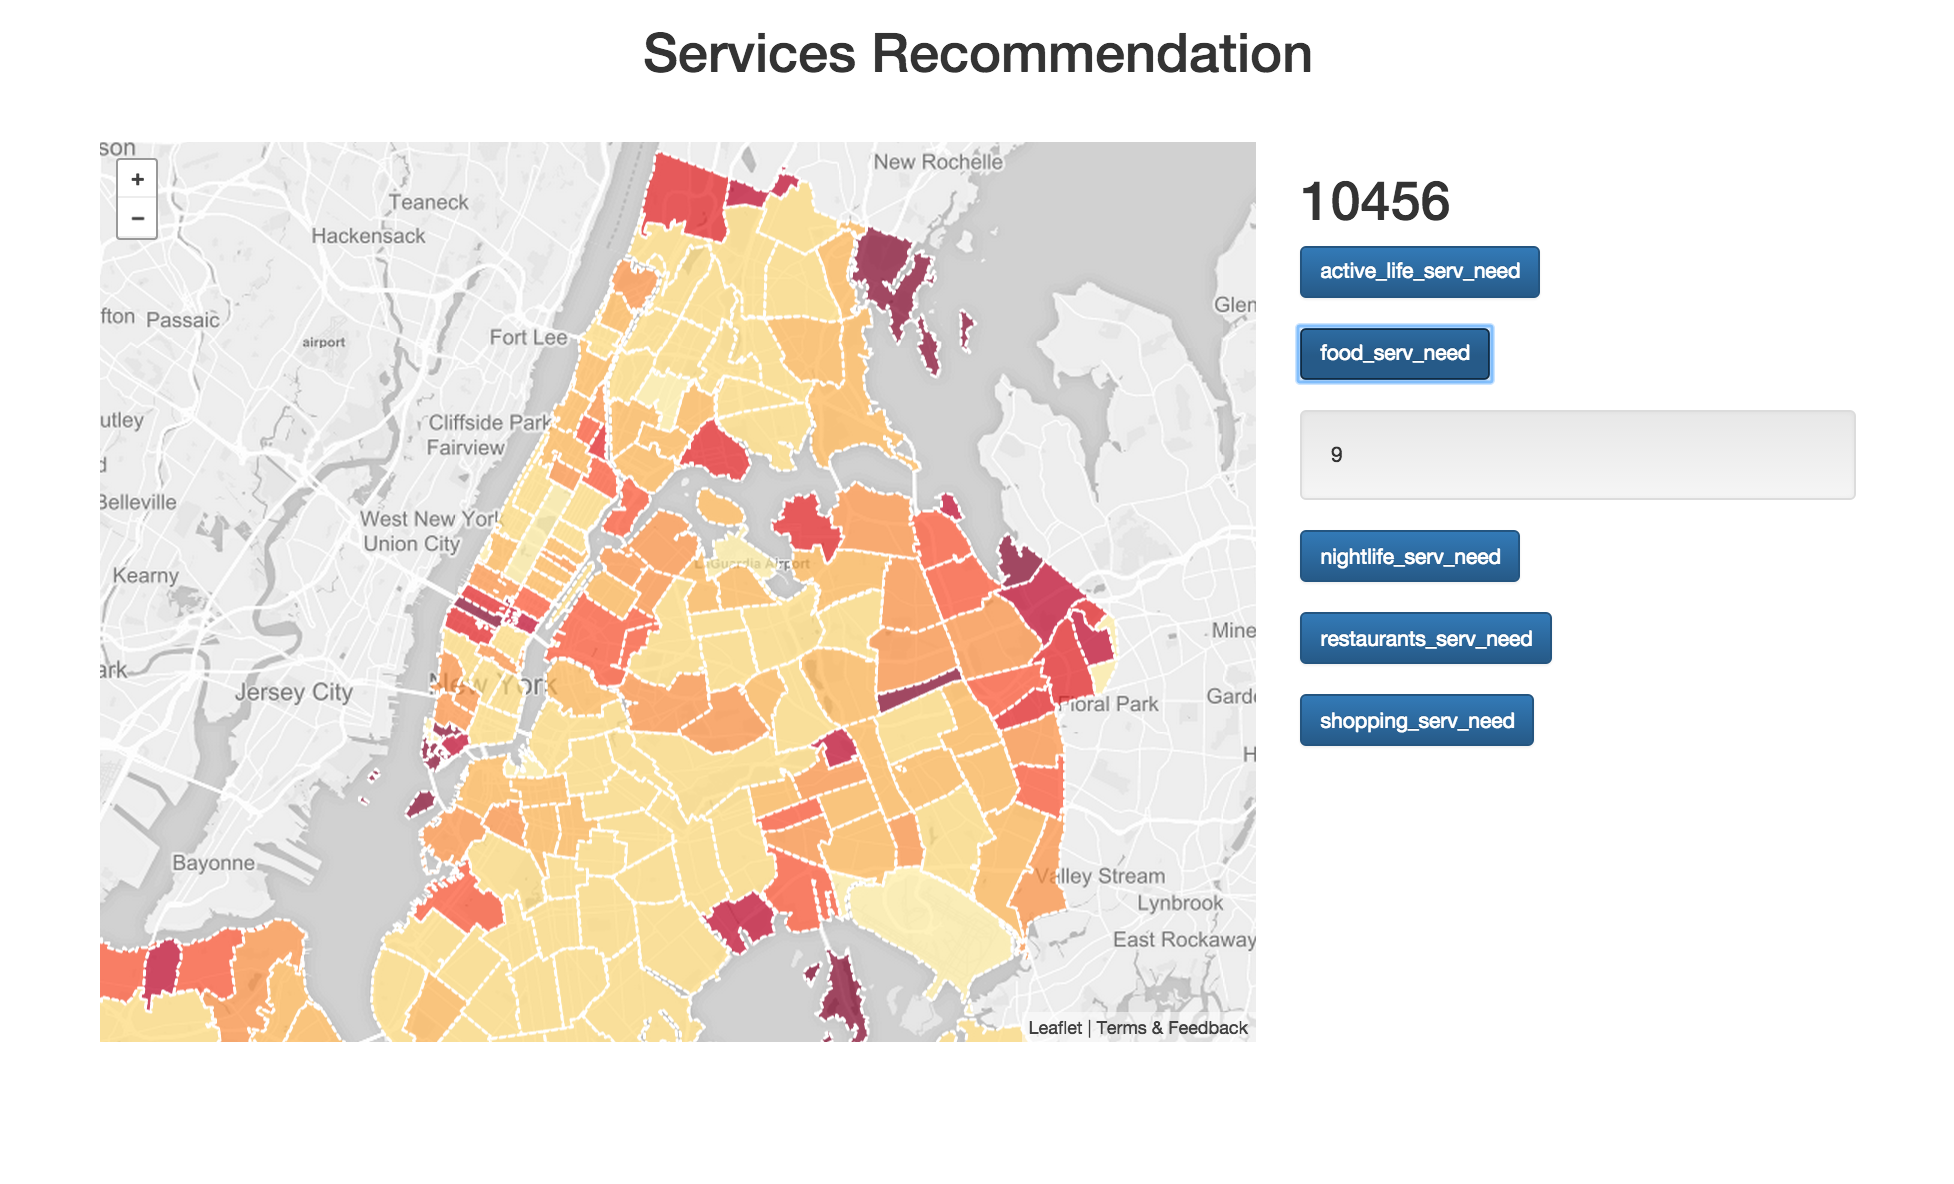 Services Recommendation
son
+
−
New Rochelle
Teaneck
Hackensack
Glen
fton
Passaic
airport
Fort Lee
utley
Cliffside Park
Fairview
d
Belleville
West New York
Union City
LaGuardia Airport
Kearny
Mine
ark
Jersey City
New York
Garde
Floral Park
H
Bayonne
Valley Stream
Lynbrook
East Rockaway
Leaflet | Terms & Feedback
10456
active_life_serv_need
food_serv_need
9
nightlife_serv_need
restaurants_serv_need
shopping_serv_need